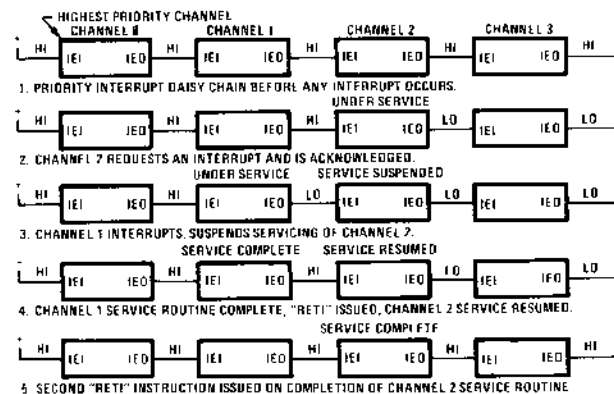 HIGHEST PRIORITY CHANNEL
CHANNEL 0 CHANNEL 1 CHANNEL 2 CHANNEL 3
HI HI HI HI HI
IEI IEO IEI IEO IEI IEO IEI IEO
1. PRIORITY INTERRUPT DAISY CHAIN BEFORE ANY INTERRUPT OCCURS.
UNDER SERVICE
HI HI HI LO LO
IEI IEO IEI IEO IEI IEO IEI IEO
2. CHANNEL 2 REQUESTS AN INTERRUPT AND IS ACKNOWLEDGED.
UNDER SERVICE SERVICE SUSPENDED
HI HI LO LO LO
IEI IEO IEI IEO IEI IEO IEI IEO
3. CHANNEL 1 INTERRUPTS, SUSPENDS SERVICING OF CHANNEL 2.
SERVICE COMPLETE SERVICE RESUMED
HI HI HI LO LO
IEI IEO IEI IEO IEI IEO IEI IEO
4. CHANNEL 1 SERVICE ROUTINE COMPLETE, "RETI" ISSUED, CHANNEL 2 SERVICE RESUMED.
SERVICE COMPLETE
HI HI HI HI HI
IEI IEO IEI IEO IEI IEO IEI IEO
5 SECOND "RETI" INSTRUCTION ISSUED ON COMPLETION OF CHANNEL 2 SERVICE ROUTINE